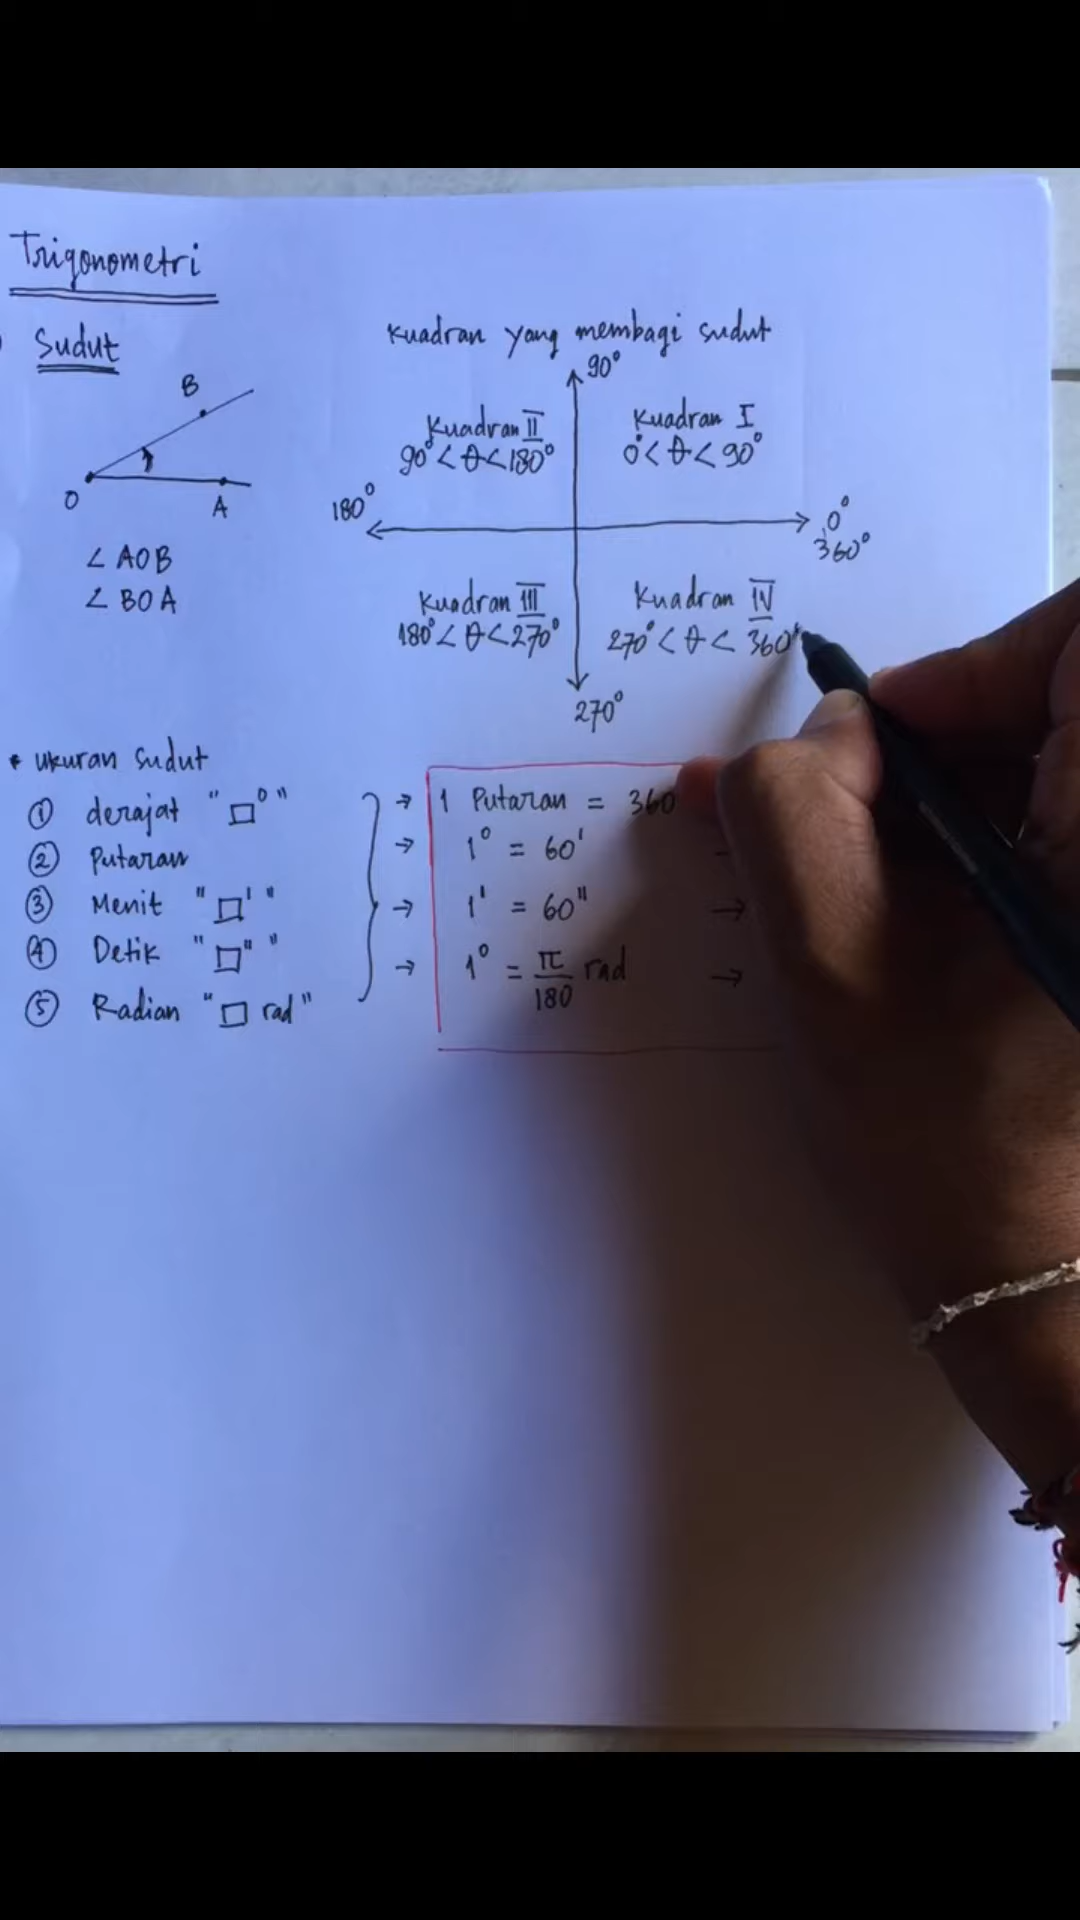 Trigonometri
Sudut
B
O
A
∠ AOB
∠ BOA
Kuadran yang membagi sudut
90°
Kuadran II
90° < θ < 180°
Kuadran I
0° < θ < 90°
180°
0°
360°
Kuadran III
180° < θ < 270°
Kuadran IV
270° < θ < 360°
270°
* ukuran sudut
① derajat "□°"
② Putaran
③ Menit "□'"
④ Detik "□""
⑤ Radian "□ rad"
→ 1 Putaran = 360
→ 1° = 60'
→ 1' = 60" →
→ 1° = π/180 rad →